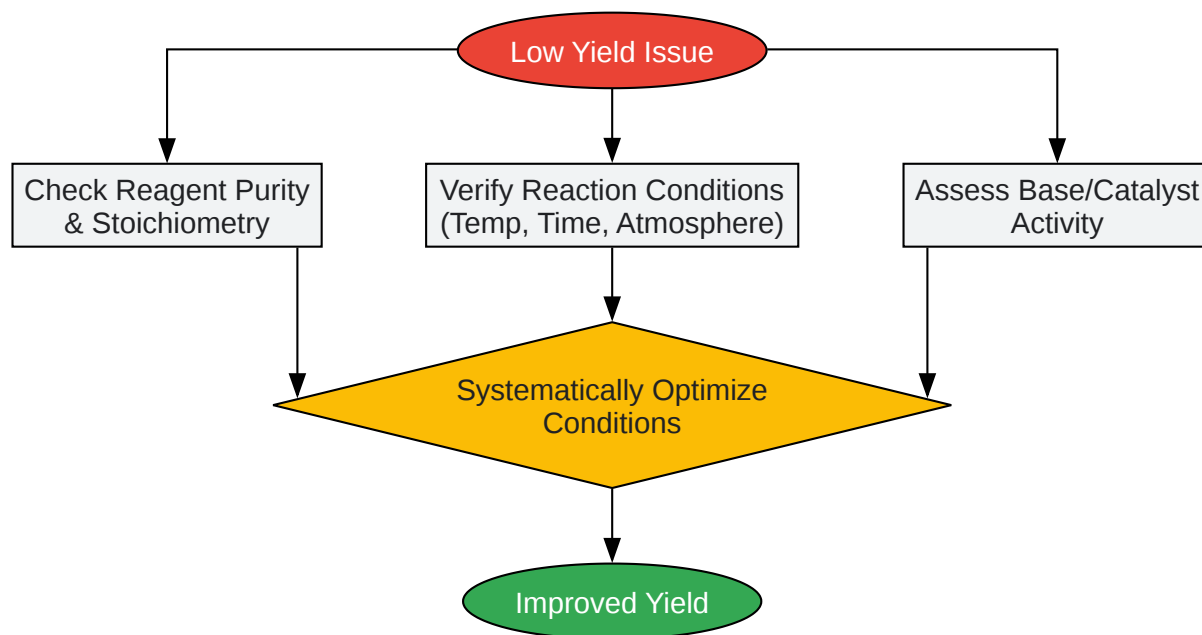 Low Yield Issue
Check Reagent Purity
& Stoichiometry
Verify Reaction Conditions
(Temp, Time, Atmosphere)
Assess Base/Catalyst
Activity
Systematically Optimize
Conditions
Improved Yield